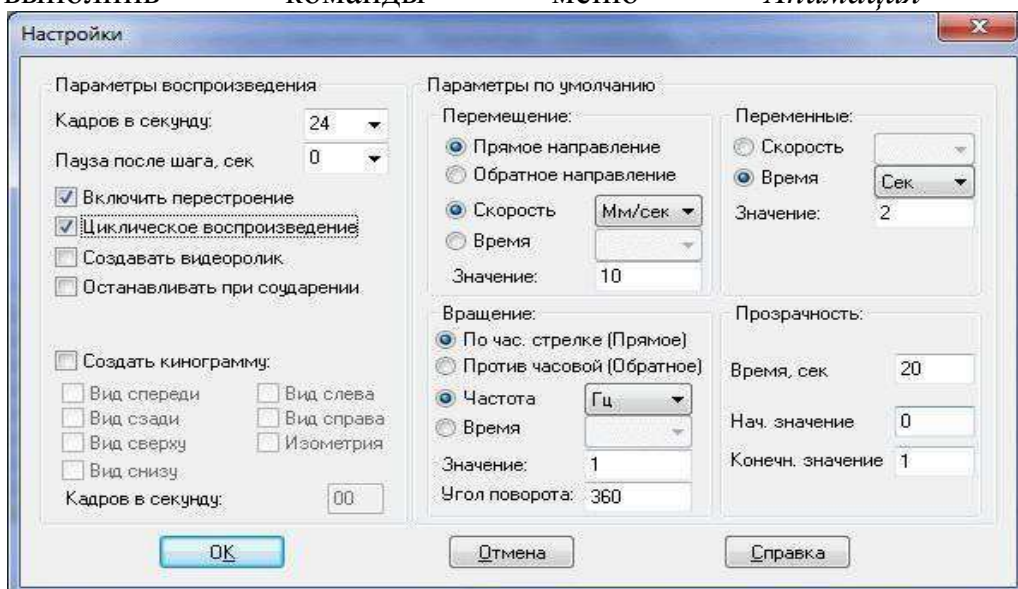 выполнив команды меню Анимация
Настройки
Параметры воспроизведения
Кадров в секунду: 24
Пауза после шага, сек 0
Включить перестроение
Циклическое воспроизведение
Создавать видеоролик
Останавливать при соударении
Создать кинограмму:
Вид спереди Вид слева
Вид сзади Вид справа
Вид сверху Изометрия
Вид снизу
Кадров в секунду: 00
Параметры по умолчанию
Перемещение:
Прямое направление
Обратное направление
Скорость Мм/сек
Время
Значение: 10
Переменные:
Скорость
Время Сек
Значение: 2
Вращение:
По час. стрелке (Прямое)
Против часовой (Обратное)
Частота Гц
Время
Значение: 1
Угол поворота: 360
Прозрачность:
Время, сек 20
Нач. значение 0
Конечн. значение 1
OK
Отмена
Справка